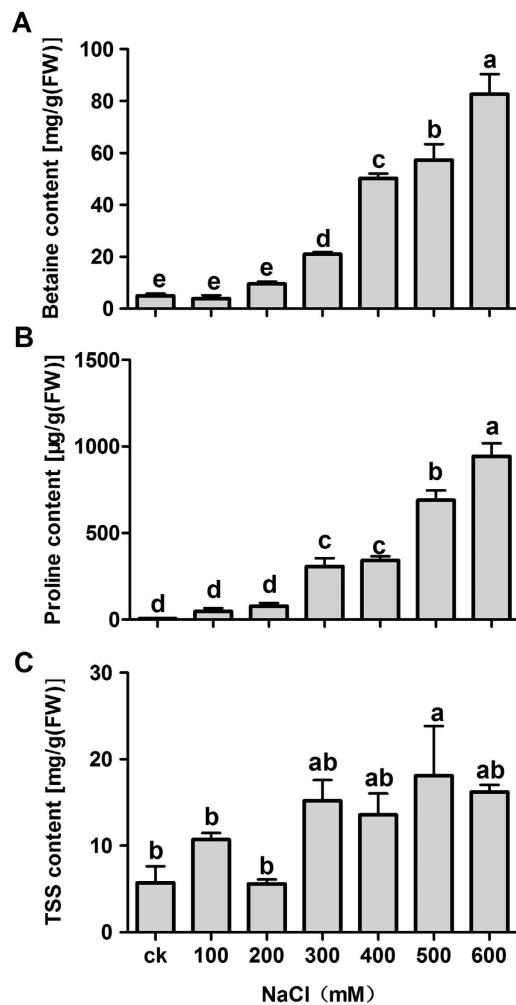 A
Betaine content [mg/g(FW)]
100
80
60
40
20
0
e
e
e
d
c
b
a
B
Proline content [µg/g(FW)]
1500
1000
500
0
d
d
d
c
c
b
a
C
TSS content [mg/g(FW)]
30
20
10
0
b
b
b
ab
ab
a
ab
ck 100 200 300 400 500 600
NaCl（mM）